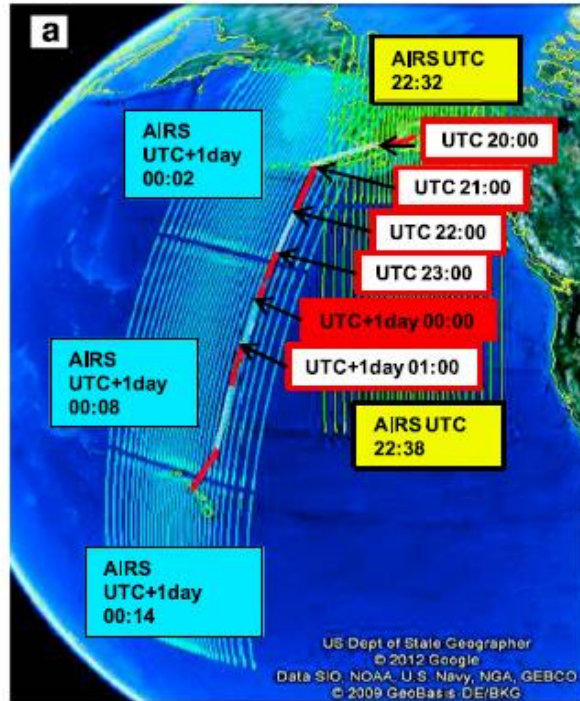 a
AIRS UTC
22:32
AIRS
UTC+1day
00:02
UTC 20:00
UTC 21:00
UTC 22:00
UTC 23:00
UTC+1day 00:00
AIRS
UTC+1day
00:08
UTC+1day 01:00
AIRS UTC
22:38
AIRS
UTC+1day
00:14
US Dept of State Geographer
© 2012 Google
Data SIO, NOAA, U.S. Navy, NGA, GEBCO
© 2009 GeoBasis-DE/BKG